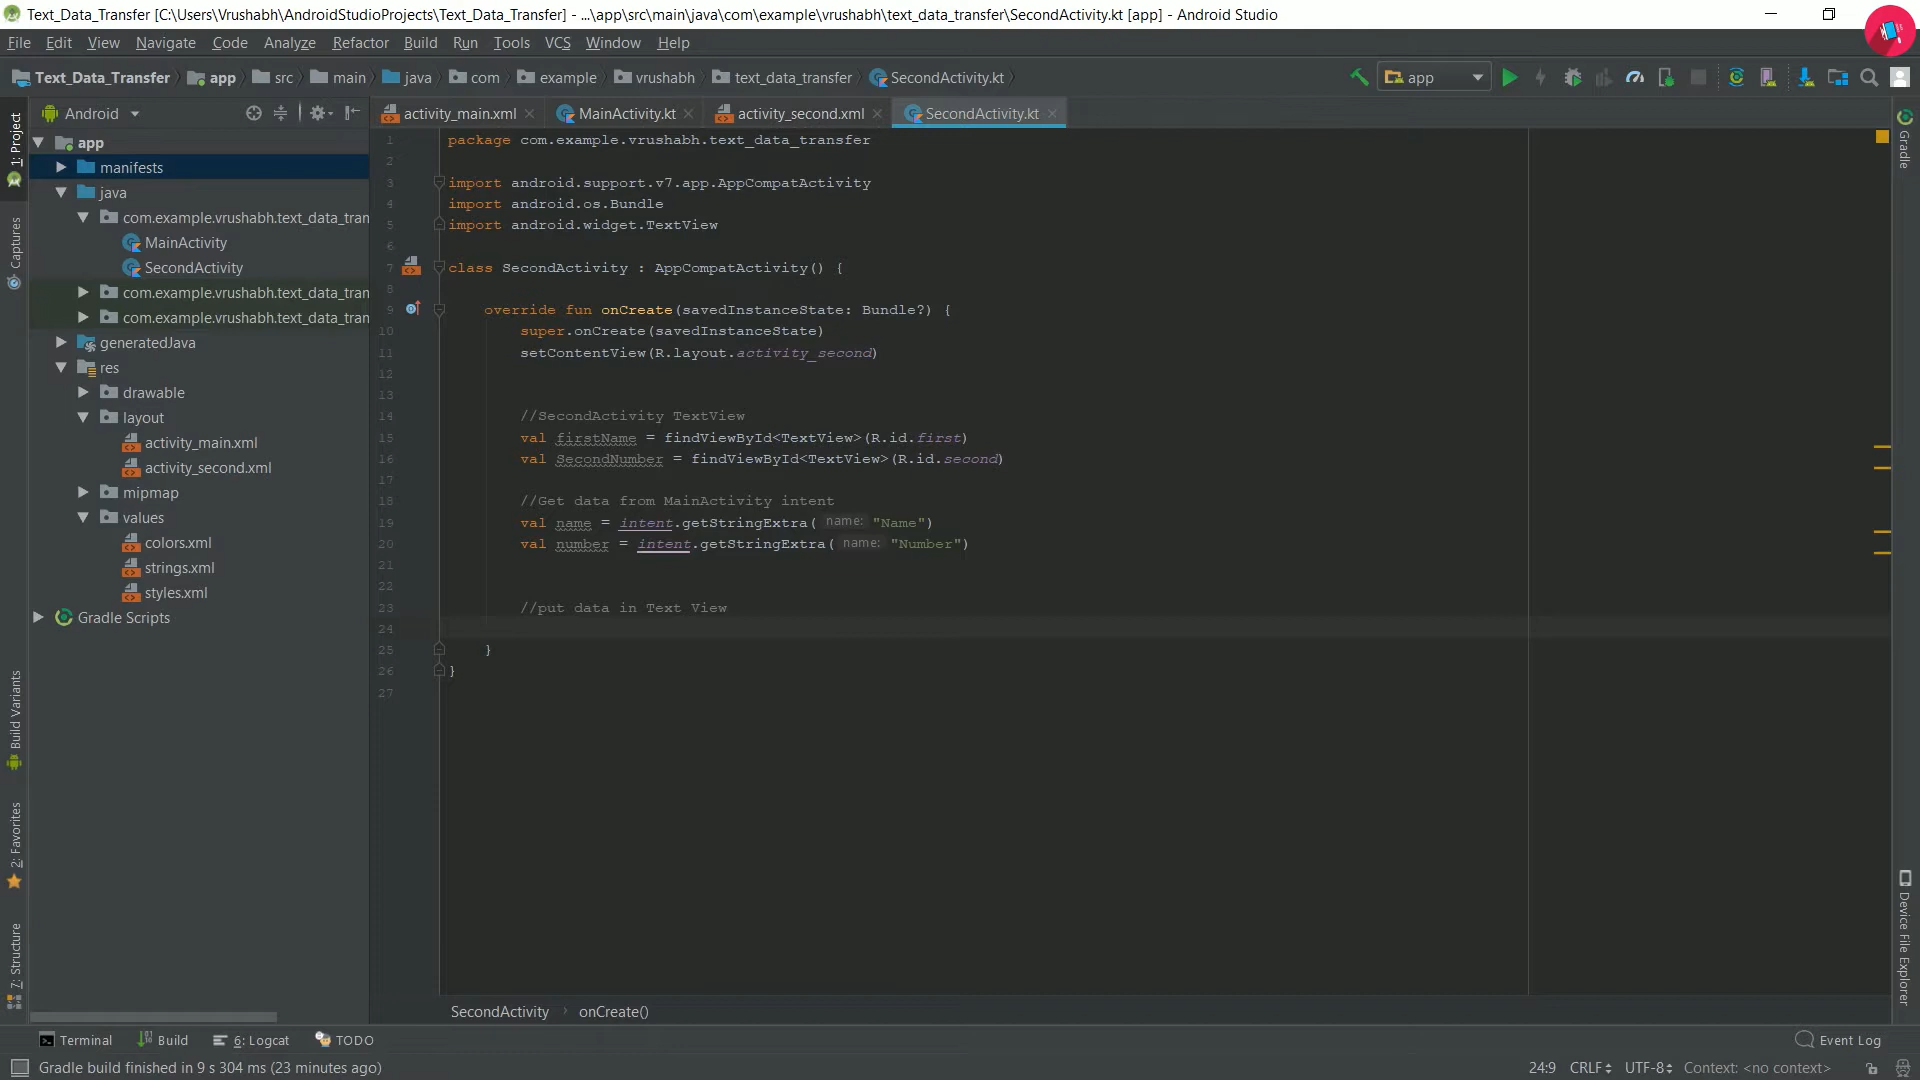 Text_Data_Transfer [C:\Users\Vrushabh\AndroidStudioProjects\Text_Data_Transfer] - ...\app\src\main\java\com\example\vrushabh\text_data_transfer\SecondActivity.kt [app] - Android Studio
File Edit View Navigate Code Analyze Refactor Build Run Tools VCS Window Help
Text_Data_Transfer app src main java com example vrushabh text_data_transfer SecondActivity.kt app
Android activity_main.xml MainActivity.kt activity_second.xml SecondActivity.kt
1: Project
Captures
Build Variants
2: Favorites
7: Structure
app
manifests
java
com.example.vrushabh.text_data_tran
MainActivity
SecondActivity
com.example.vrushabh.text_data_tran
com.example.vrushabh.text_data_tran
generatedJava
res
drawable
layout
activity_main.xml
activity_second.xml
mipmap
values
colors.xml
strings.xml
styles.xml
Gradle Scripts
1 package com.example.vrushabh.text_data_transfer
2
3 import android.support.v7.app.AppCompatActivity
4 import android.os.Bundle
5 import android.widget.TextView
6
7 class SecondActivity : AppCompatActivity() {
8
9 override fun onCreate(savedInstanceState: Bundle?) {
10 super.onCreate(savedInstanceState)
11 setContentView(R.layout.activity_second)
12
13
14 //SecondActivity TextView
15 val firstName = findViewById<TextView>(R.id.first)
16 val SecondNumber = findViewById<TextView>(R.id.second)
17
18 //Get data from MainActivity intent
19 val name = intent.getStringExtra( name: "Name")
20 val number = intent.getStringExtra( name: "Number")
21
22
23 //put data in Text View
24
25 }
26 }
27
Gradle
Device File Explorer
SecondActivity › onCreate()
Terminal Build 6: Logcat TODO Event Log
Gradle build finished in 9 s 304 ms (23 minutes ago) 24:9 CRLF UTF-8 Context: <no context>